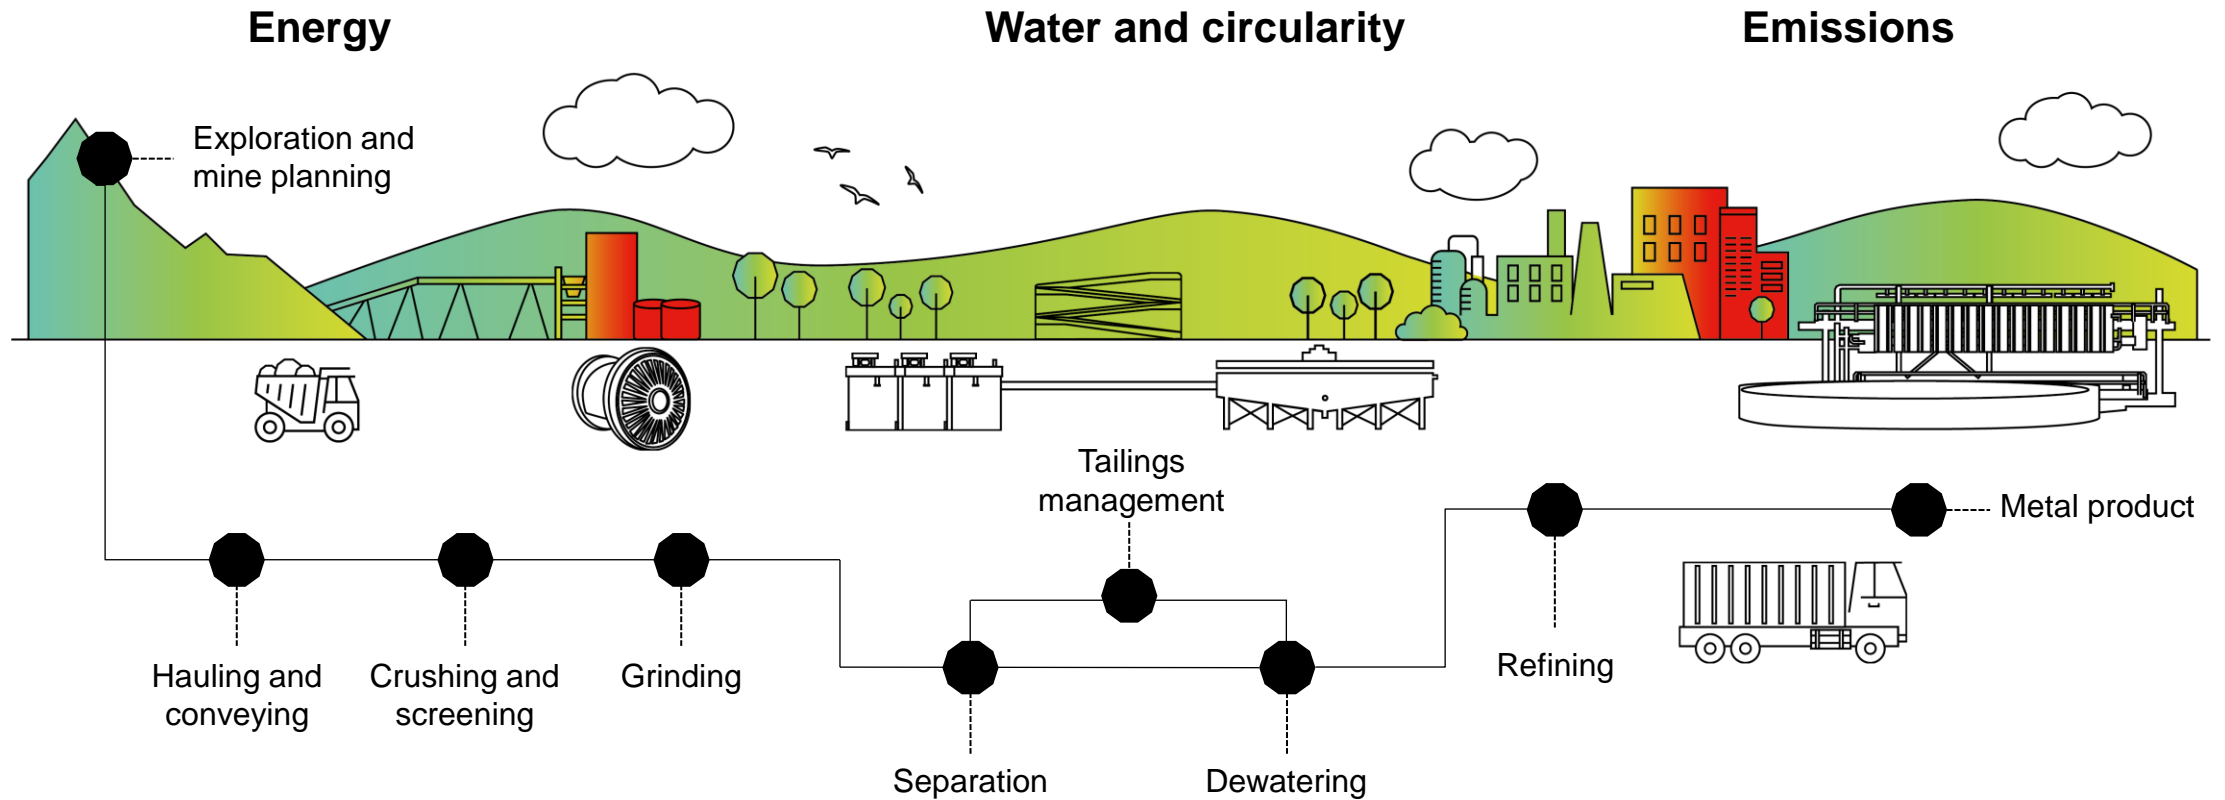 Energy
Water and circularity
Emissions
Exploration and
mine planning
Tailings
management
Metal product
Hauling and
conveying
Crushing and
screening
Grinding
Refining
Separation
Dewatering